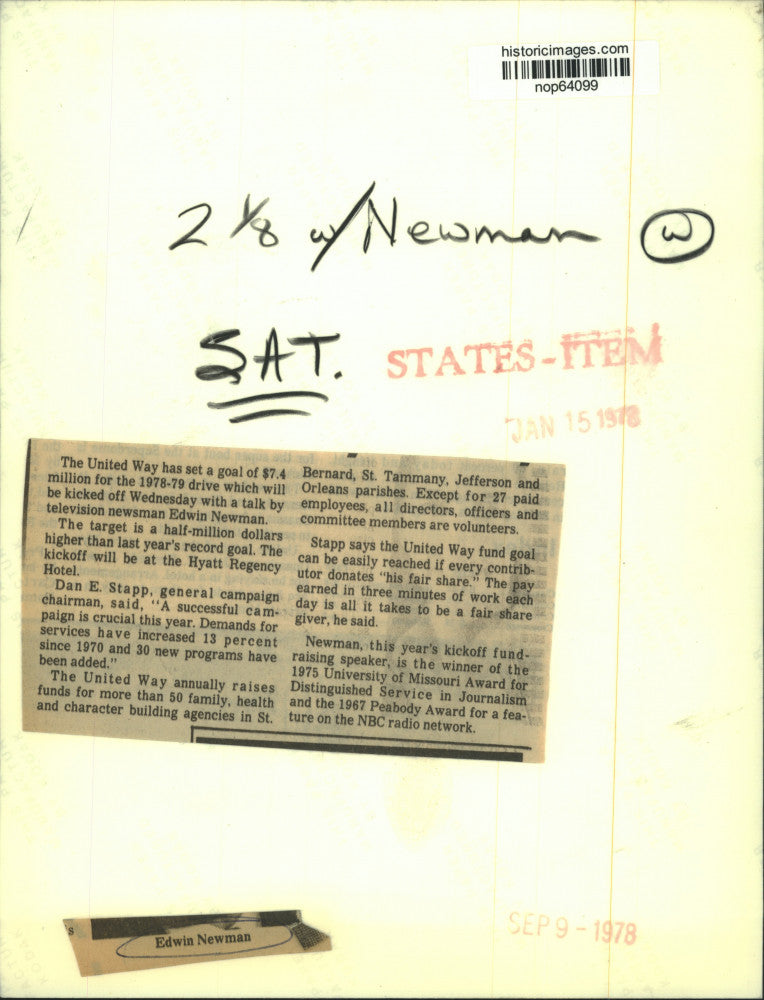 historicimages.com
nop64099
2 1/8 w/Newman W
SAT.
STATES-ITEM
JAN 15 1978
The United Way has set a goal of $7.4
million for the 1978-79 drive which will
be kicked off Wednesday with a talk by
television newsman Edwin Newman.
The target is a half-million dollars
higher than last year's record goal. The
kickoff will be at the Hyatt Regency
Hotel.
Dan E. Stapp, general campaign
chairman, said, "A successful cam-
paign is crucial this year. Demands for
services have increased 13 percent
since 1970 and 30 new programs have
been added."
The United Way annually raises
funds for more than 50 family, health
and character building agencies in St.
Bernard, St. Tammany, Jefferson and
Orleans parishes. Except for 27 paid
employees, all directors, officers and
committee members are volunteers.
Stapp says the United Way fund goal
can be easily reached if every contrib-
utor donates "his fair share." The pay
earned in three minutes of work each
day is all it takes to be a fair share
giver, he said.
Newman, this year's kickoff fund-
raising speaker, is the winner of the
1975 University of Missouri Award for
Distinguished Service in Journalism
and the 1967 Peabody Award for a fea-
ture on the NBC radio network.
s
Edwin Newman
SEP 9 - 1978